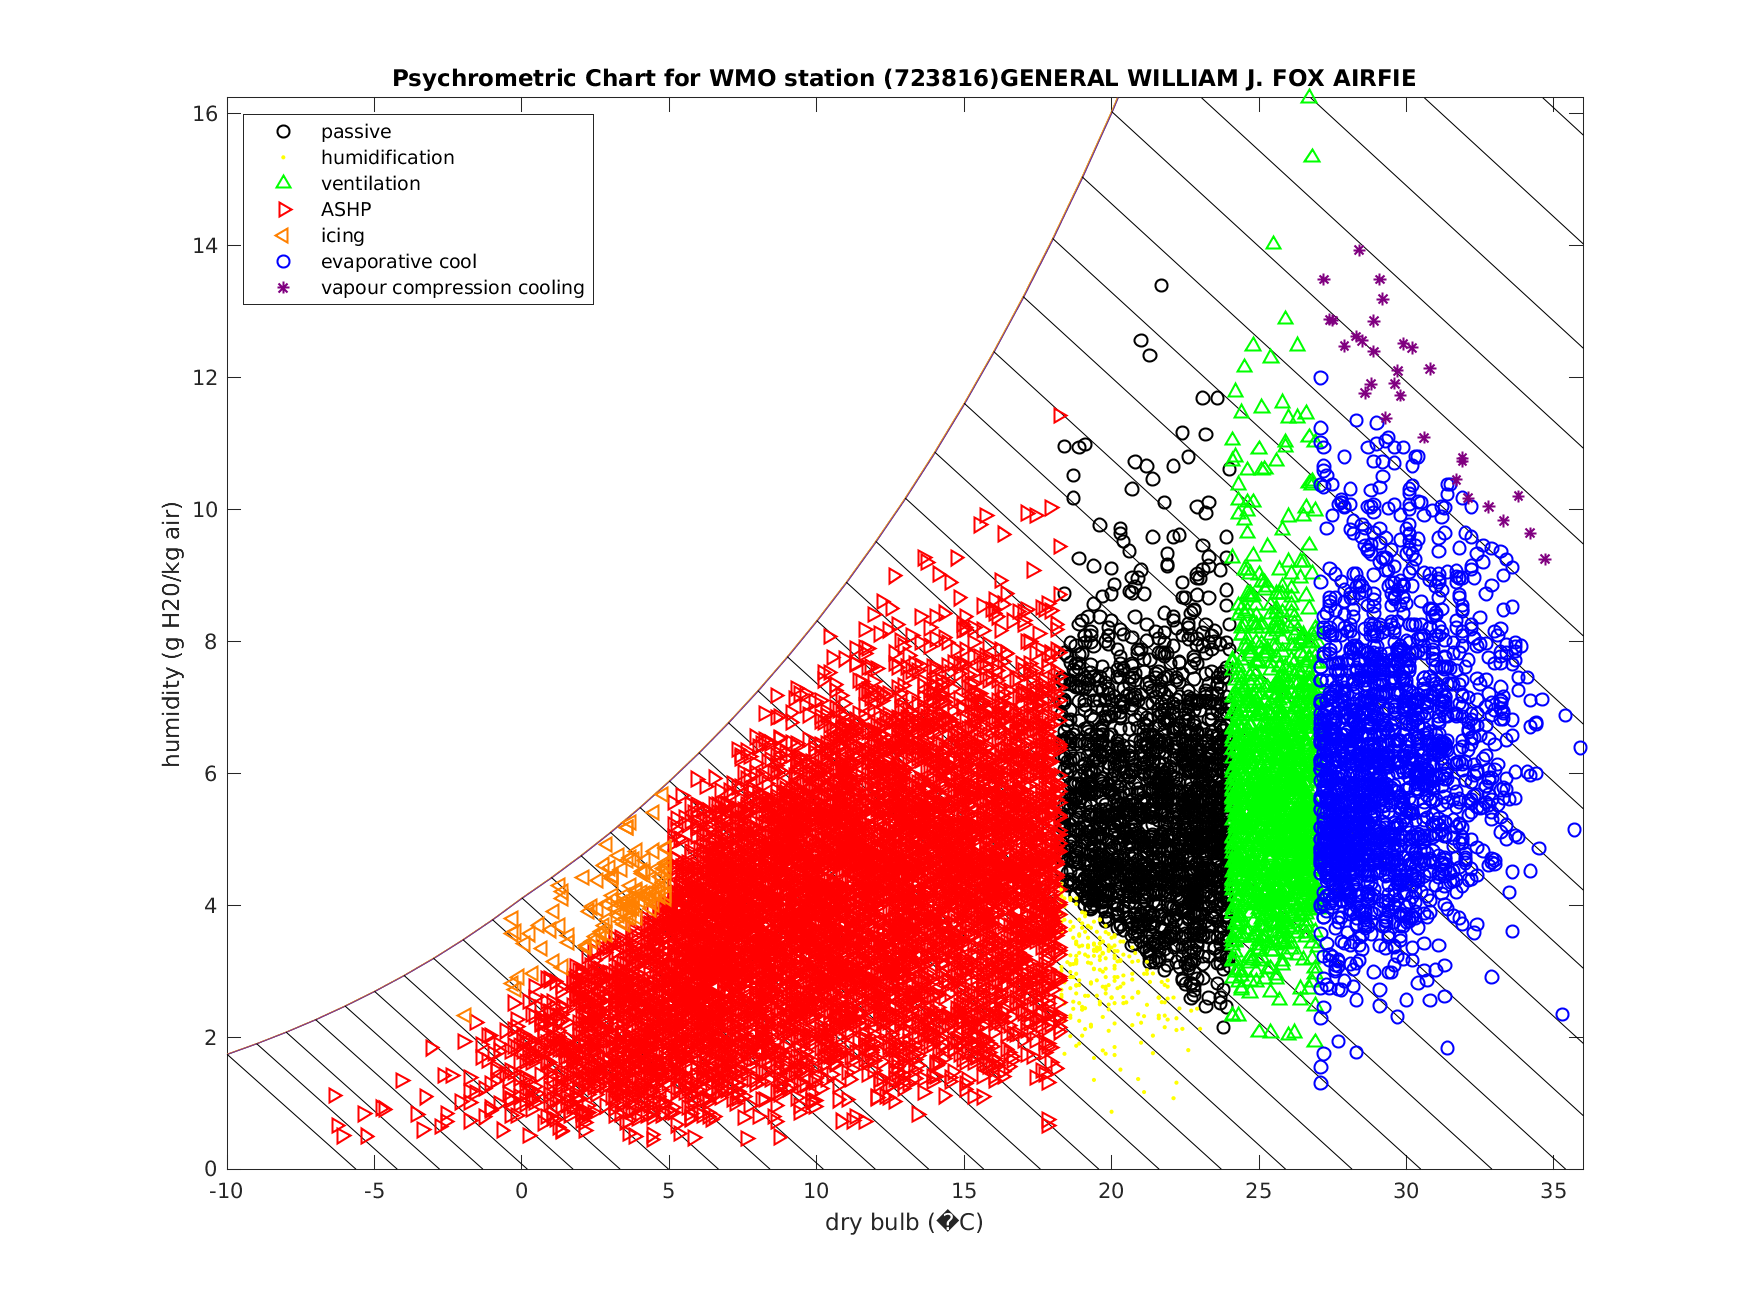 Psychrometric Chart for WMO station (723816)GENERAL WILLIAM J. FOX AIRFIE
16
14
12
10
8
6
4
2
0
humidity (g H20/kg air)
passive
humidification
ventilation
ASHP
icing
evaporative cool
vapour compression cooling
-10 -5 0 5 10 15 20 25 30 35
dry bulb (�C)